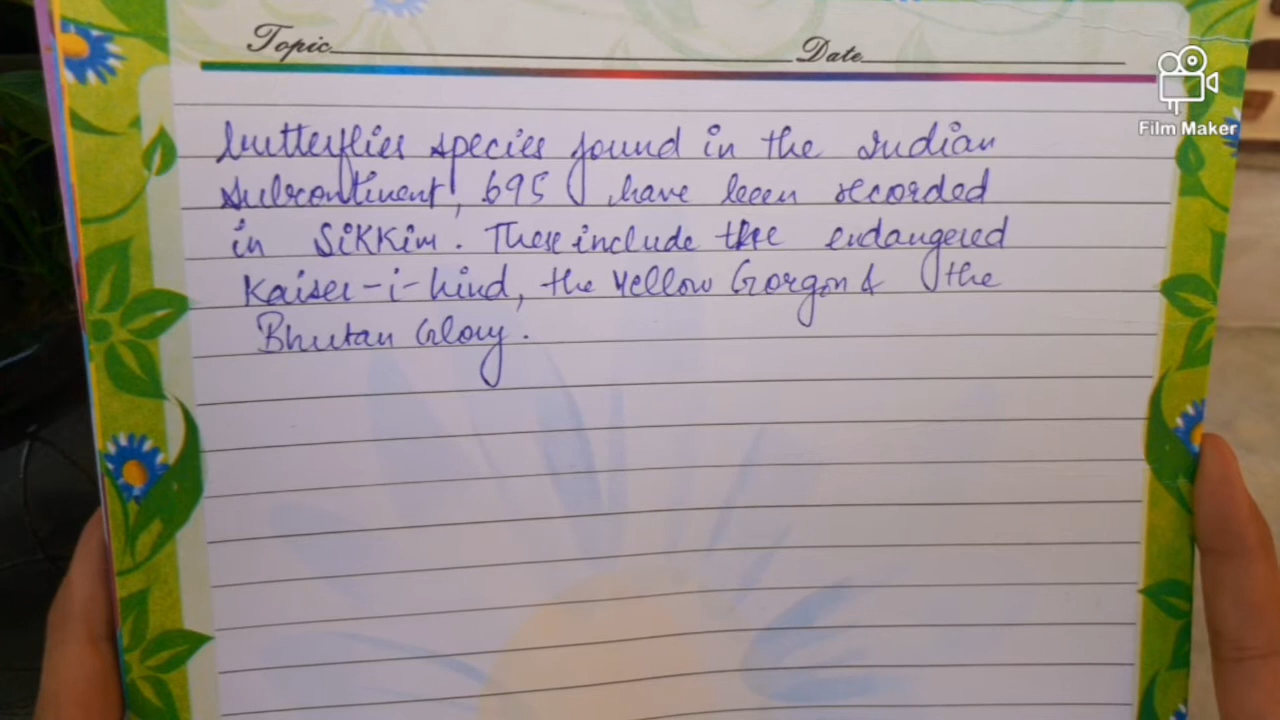 Topic Date
Film Maker
butterflies species found in the Indian
subcontinent, 695 have been recorded
in SiKKim. These include the endangered
Kaiser-i-hind, the Yellow Gorgon & the
Bhutan Glory.